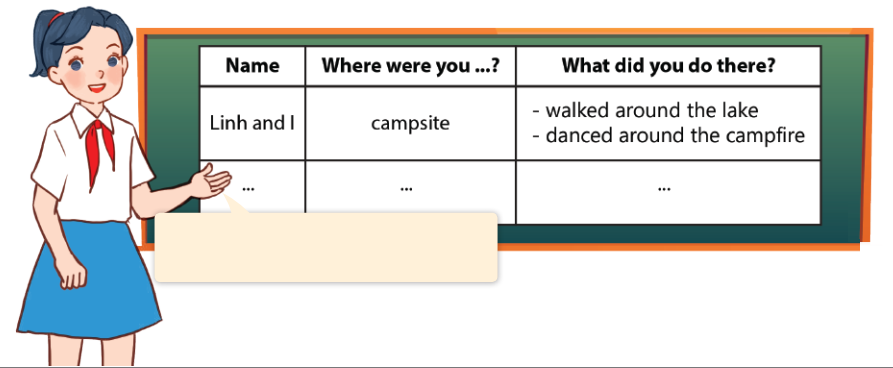 Name Where were you ...? What did you do there?
Linh and I campsite - walked around the lake
- danced around the campfire
... ... ...